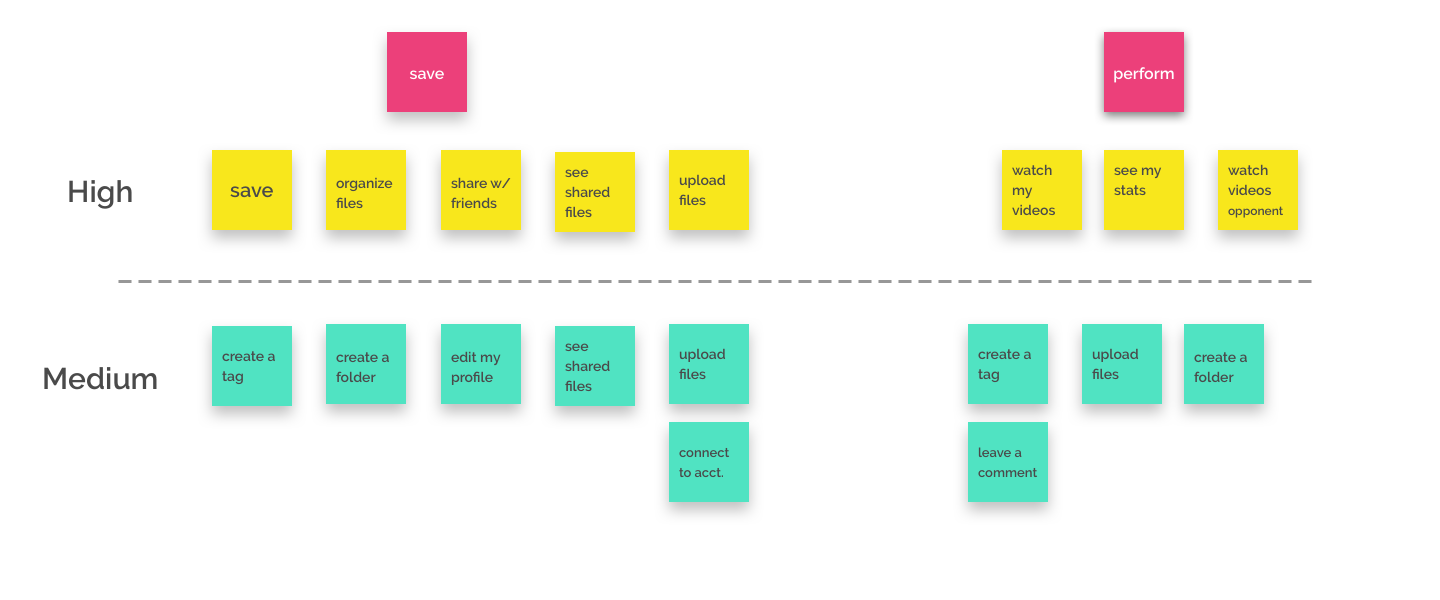 save
perform
High
save
organize
files
share w/
friends
see
shared
files
upload
files
watch
my
videos
see my
stats
watch
videos
opponent
Medium
create a
tag
create a
folder
edit my
profile
see
shared
files
upload
files
create a
tag
upload
files
create a
folder
connect
to acct.
leave a
comment